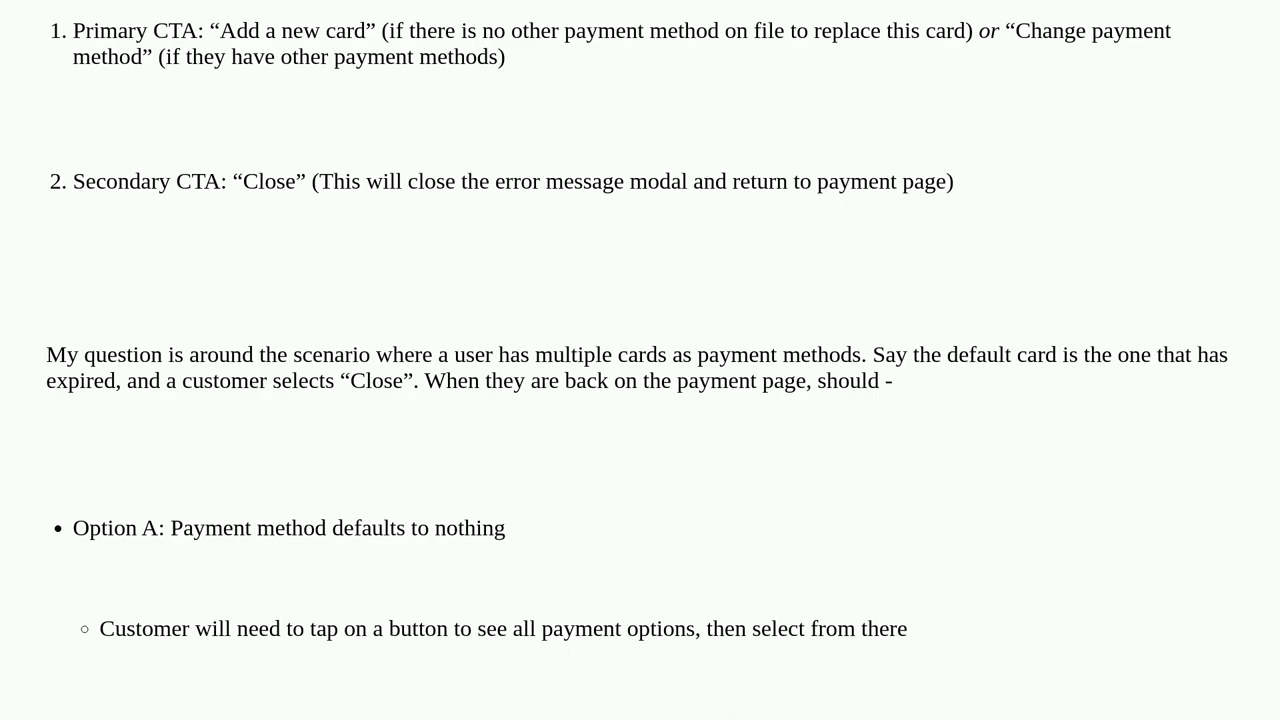 1. Primary CTA: “Add a new card” (if there is no other payment method on file to replace this card) or “Change payment
method” (if they have other payment methods)
2. Secondary CTA: “Close” (This will close the error message modal and return to payment page)
My question is around the scenario where a user has multiple cards as payment methods. Say the default card is the one that has
expired, and a customer selects “Close”. When they are back on the payment page, should -
• Option A: Payment method defaults to nothing
◦ Customer will need to tap on a button to see all payment options, then select from there